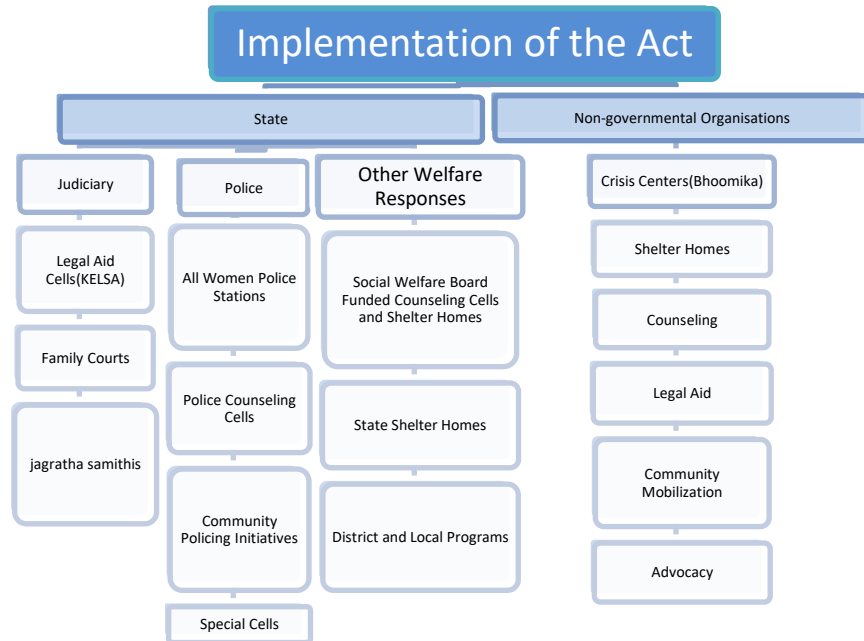 Implementation of the Act
State
Non-governmental Organisations
Judiciary
Legal Aid
Cells(KELSA)
Family Courts
jagratha samithis
Police
All Women Police
Stations
Police Counseling
Cells
Community
Policing Initiatives
Special Cells
Other Welfare
Responses
Social Welfare Board
Funded Counseling Cells
and Shelter Homes
State Shelter Homes
District and Local Programs
Crisis Centers(Bhoomika)
Shelter Homes
Counseling
Legal Aid
Community
Mobilization
Advocacy